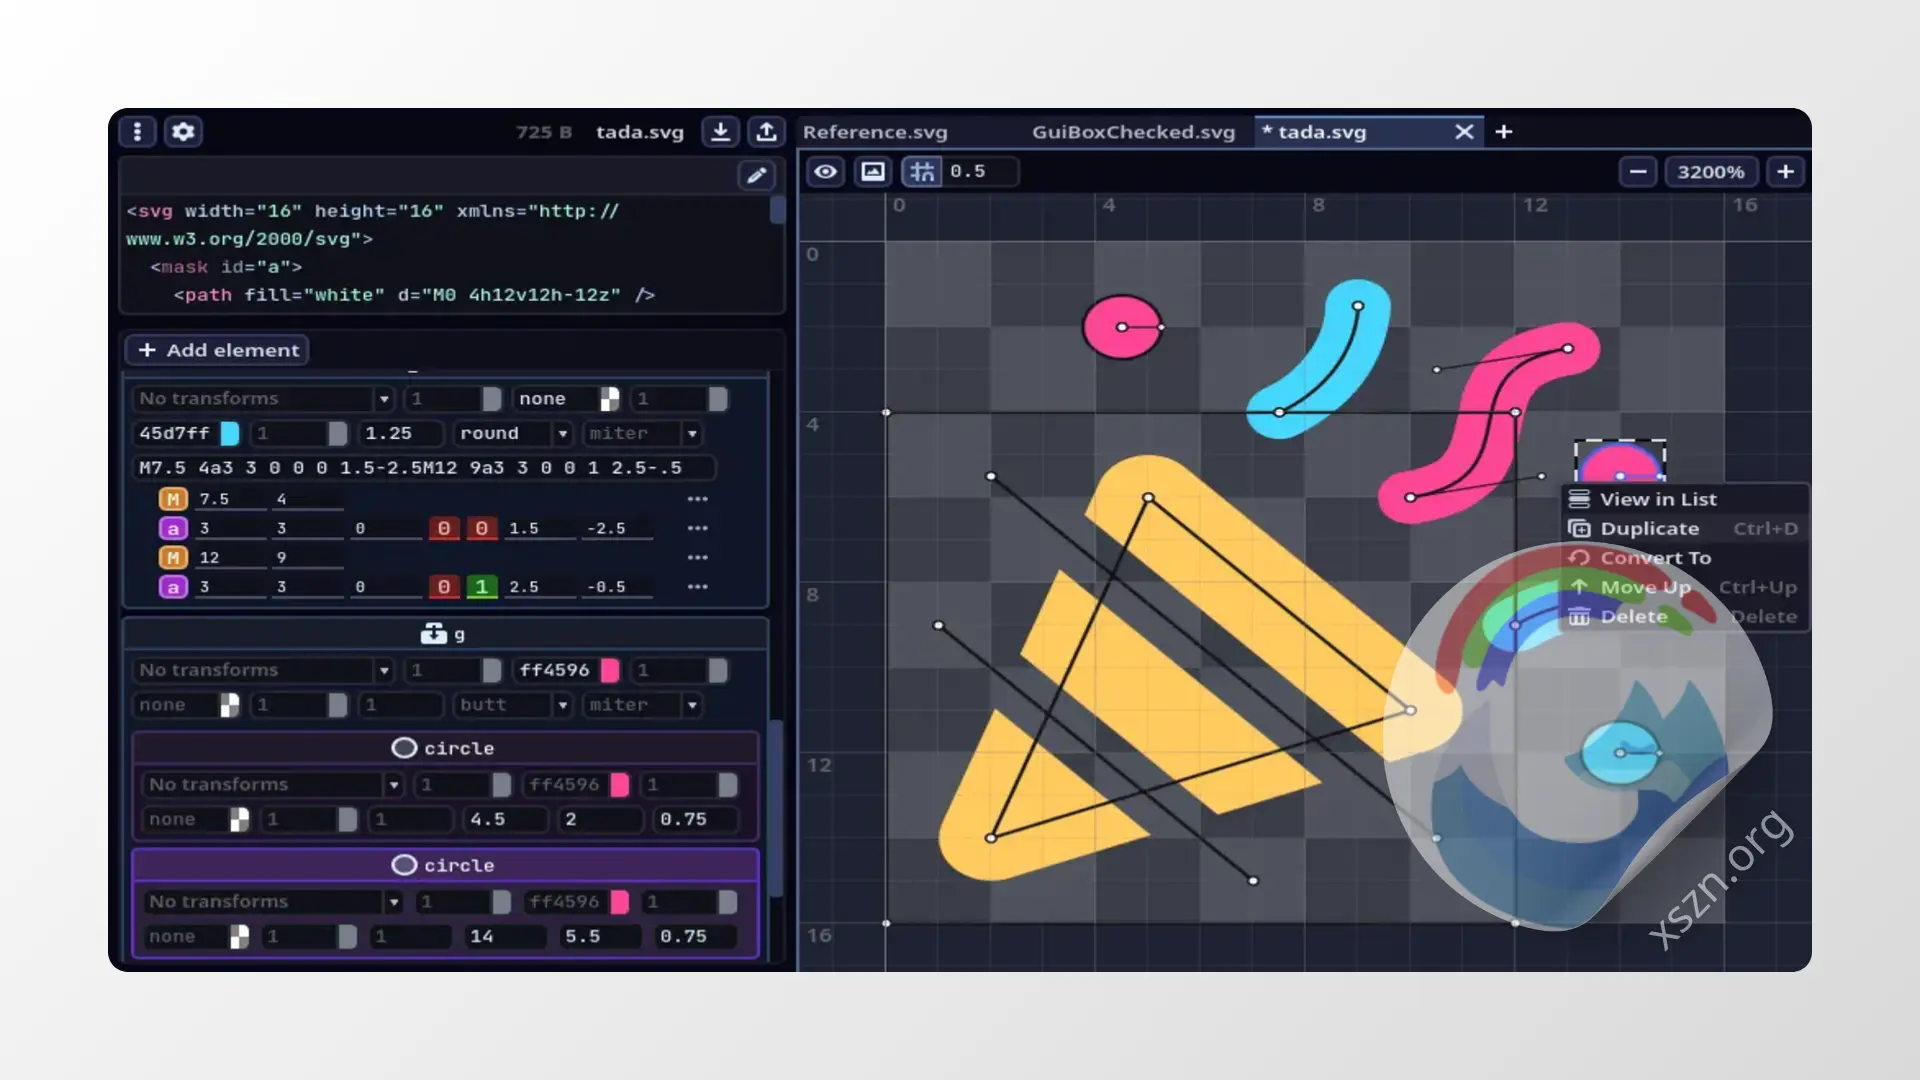 725 B tada.svg
<svg width="16" height="16" xmlns="http://
www.w3.org/2000/svg">
<mask id="a">
<path fill="white" d="M0 4h12v12h-12z" />
+ Add element
No transforms 1 none 1
45d7ff 1 1.25 round miter
M7.5 4a3 3 0 0 0 1.5-2.5M12 9a3 3 0 0 1 2.5-.5
M 7.5 4
a 3 3 0 0 0 1.5 -2.5
M 12 9
a 3 3 0 0 1 2.5 -0.5
g
No transforms 1 ff4596 1
none 1 1 butt miter
circle
No transforms 1 ff4596 1
none 1 1 4.5 2 0.75
circle
No transforms 1 ff4596 1
none 1 1 14 5.5 0.75
Reference.svg GuiBoxChecked.svg * tada.svg
0.5 3200%
0 4 8 12 16
0
4
8
12
16
View in List
Duplicate Ctrl+D
Convert To
Move Up Ctrl+Up
Delete Delete
xszn.org